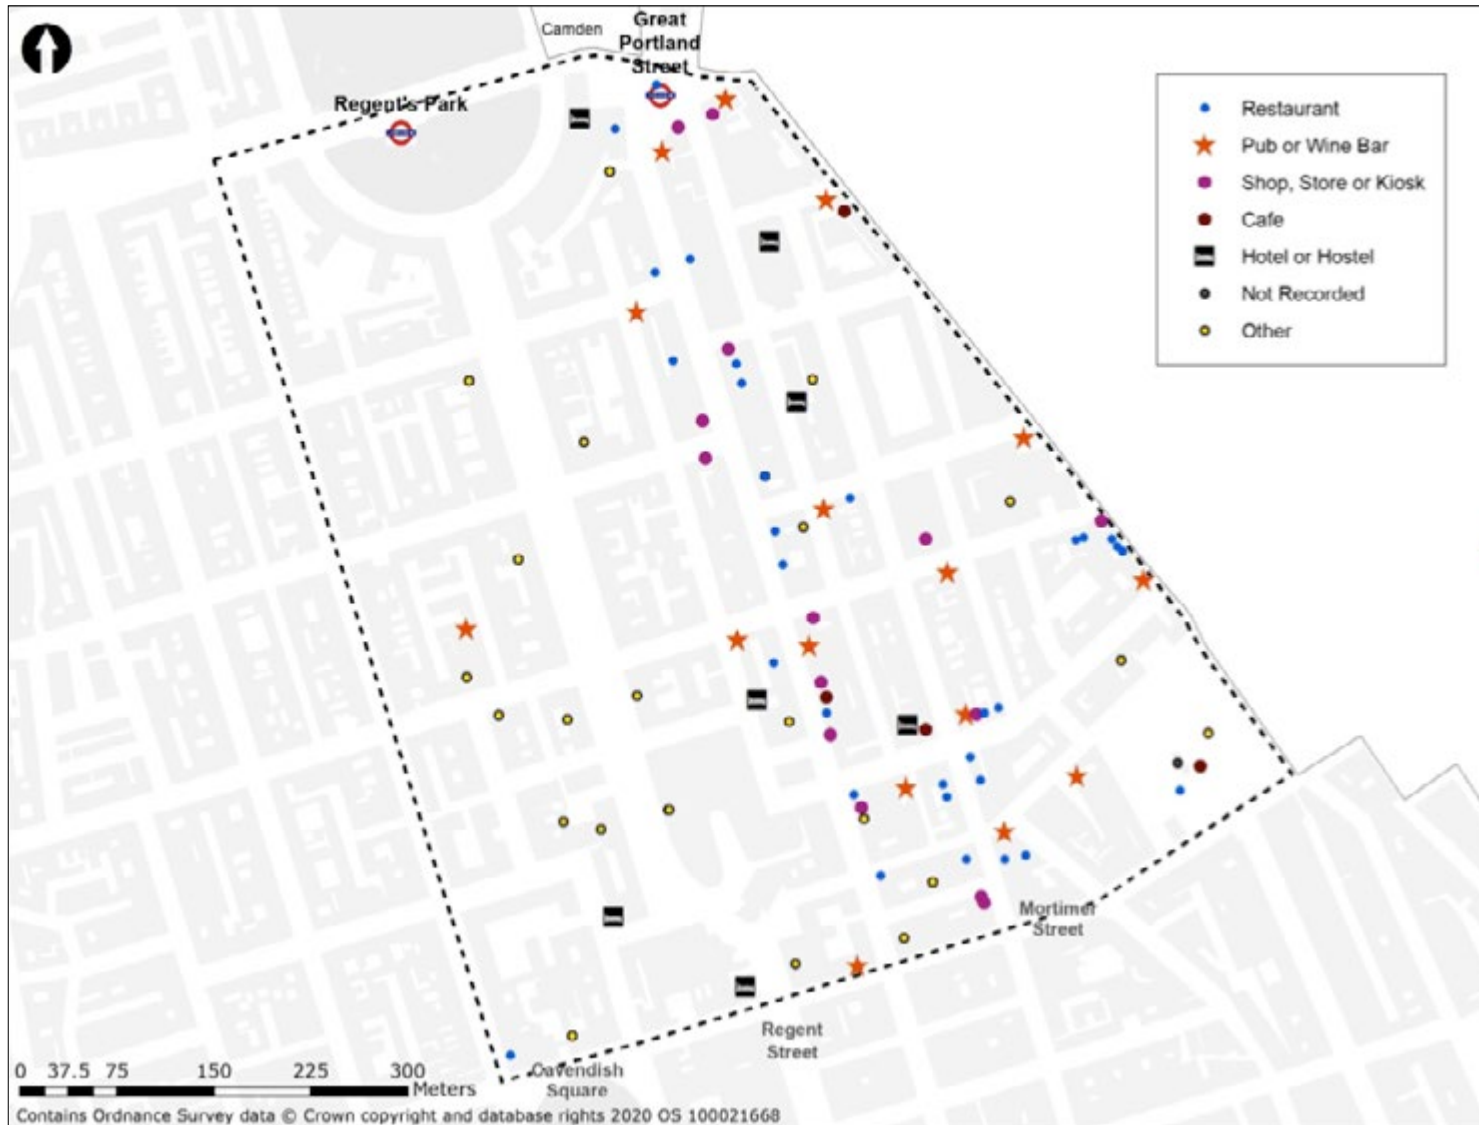 Camden
Great
Portland
Street
Regent's Park
Restaurant
Pub or Wine Bar
Shop, Store or Kiosk
Cafe
Hotel or Hostel
Not Recorded
Other
Mortimer
Street
Regent
Street
Cavendish
Square
0 37.5 75 150 225 300
Meters
Contains Ordnance Survey data © Crown copyright and database rights 2020 OS 100021668